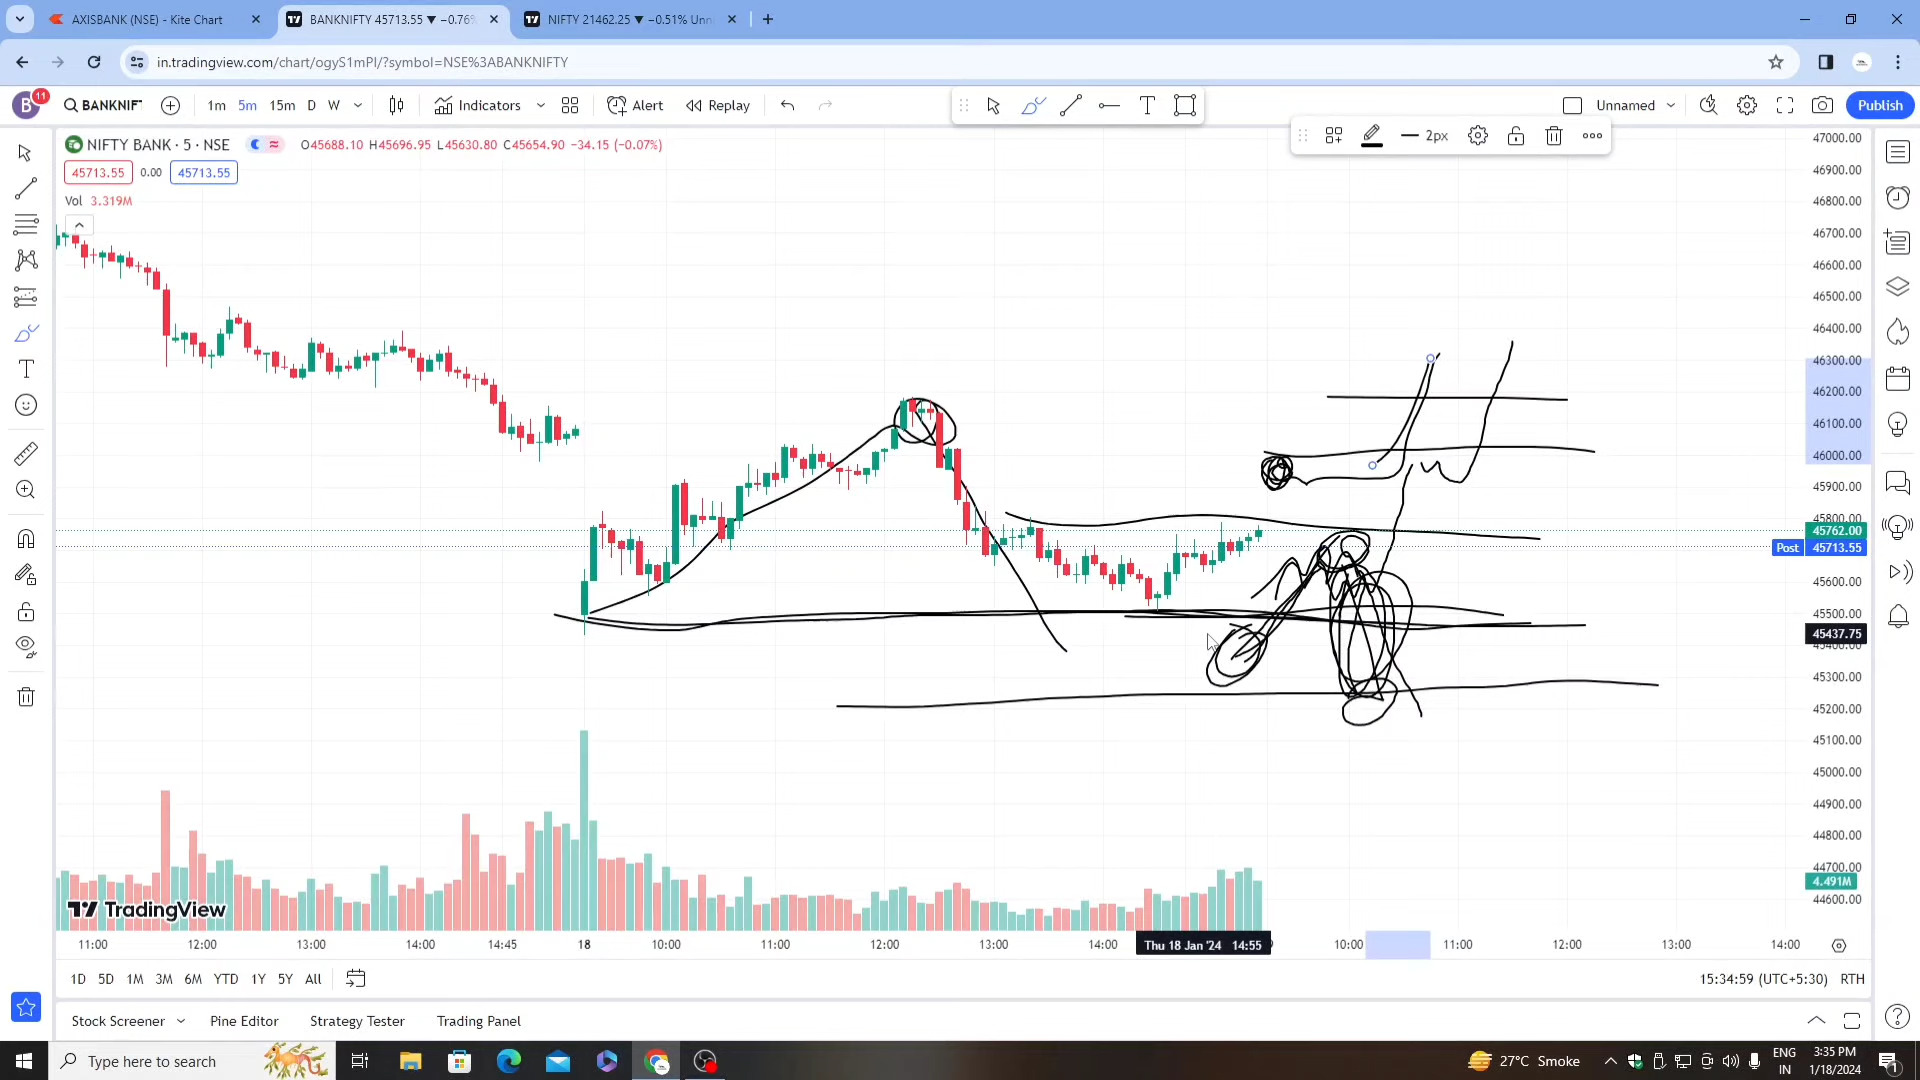 AXISBANK (NSE) - Kite Chart
BANKNIFTY 45713.55 ▼ −0.76%
NIFTY 21462.25 ▼ −0.51% Unn
in.tradingview.com/chart/ogyS1mPI/?symbol=NSE%3ABANKNIFTY
B 11 BANKNIF 1m 5m 15m D W Indicators Alert Replay T Unnamed Publish
NIFTY BANK · 5 · NSE O45688.10 H45696.95 L45630.80 C45654.90 −34.15 (−0.07%)
2px
45713.55 0.00 45713.55
Vol 3.319M
47000.00
46900.00
46800.00
46700.00
46600.00
46500.00
46400.00
46300.00
46200.00
46100.00
46000.00
45900.00
45800.00
45762.00
Post 45713.55
45600.00
45500.00
45437.75
45400.00
45300.00
45200.00
45100.00
45000.00
44900.00
44800.00
44700.00
4.491M
44600.00
TradingView
11:00 12:00 13:00 14:00 14:45 18 10:00 11:00 12:00 13:00 14:00 Thu 18 Jan '24 14:55 10:00 11:00 12:00 13:00 14:00
1D 5D 1M 3M 6M YTD 1Y 5Y All 15:34:59 (UTC+5:30) RTH
Stock Screener Pine Editor Strategy Tester Trading Panel
Type here to search 27°C Smoke ENG IN 3:35 PM 1/18/2024 1